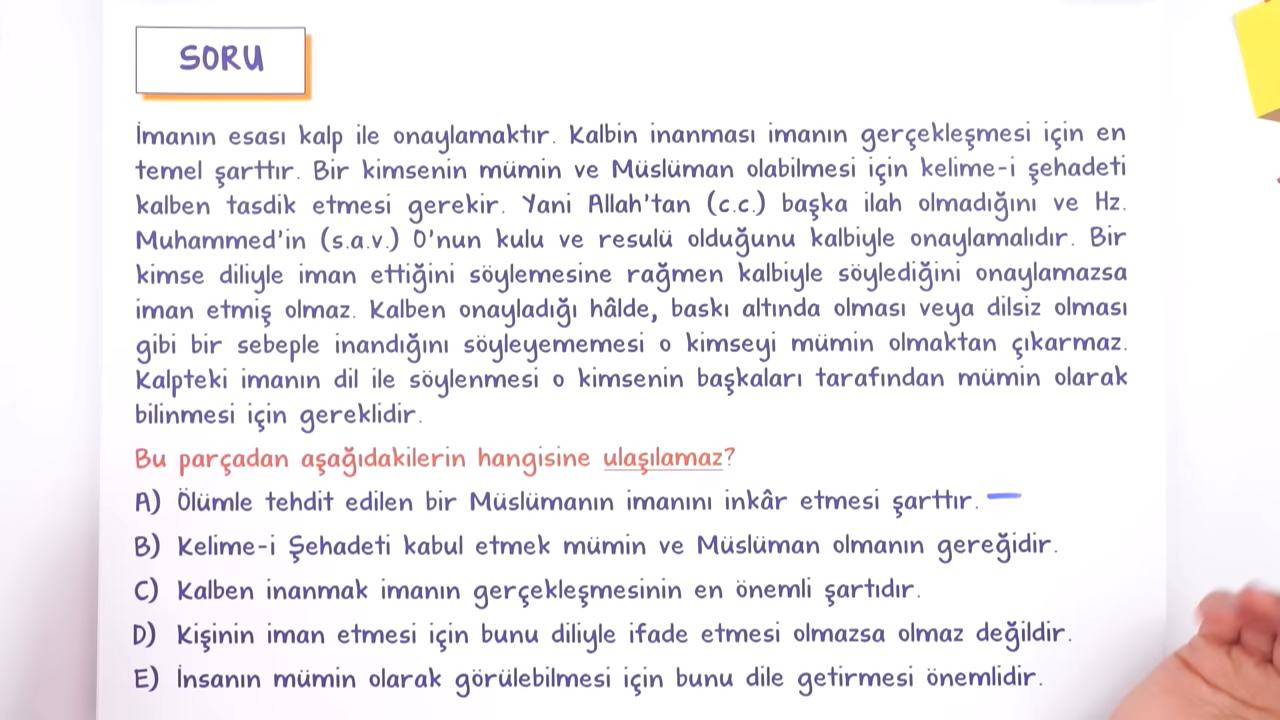 SORU
İmanın esası kalp ile onaylamaktır. Kalbin inanması imanın gerçekleşmesi için en
temel şarttır. Bir kimsenin mümin ve Müslüman olabilmesi için kelime-i şehadeti
kalben tasdik etmesi gerekir. Yani Allah'tan (c.c.) başka ilah olmadığını ve Hz.
Muhammed'in (s.a.v.) O'nun kulu ve resulü olduğunu kalbiyle onaylamalıdır. Bir
kimse diliyle iman ettiğini söylemesine rağmen kalbiyle söylediğini onaylamazsa
iman etmiş olmaz. Kalben onayladığı hâlde, baskı altında olması veya dilsiz olması
gibi bir sebeple inandığını söyleyememesi o kimseyi mümin olmaktan çıkarmaz.
Kalpteki imanın dil ile söylenmesi o kimsenin başkaları tarafından mümin olarak
bilinmesi için gereklidir.
Bu parçadan aşağıdakilerin hangisine ulaşılamaz?
A) Ölümle tehdit edilen bir Müslümanın imanını inkâr etmesi şarttır.
B) Kelime-i Şehadeti kabul etmek mümin ve Müslüman olmanın gereğidir.
C) Kalben inanmak imanın gerçekleşmesinin en önemli şartıdır.
D) Kişinin iman etmesi için bunu diliyle ifade etmesi olmazsa olmaz değildir.
E) İnsanın mümin olarak görülebilmesi için bunu dile getirmesi önemlidir.